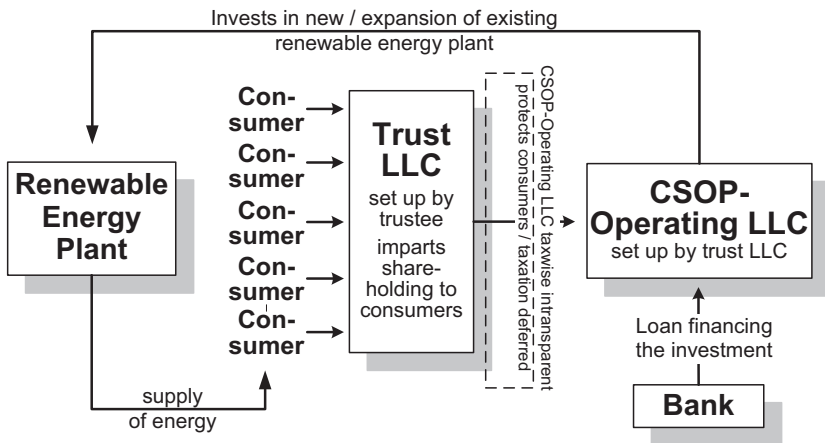 Invests in new / expansion of existing
renewable energy plant
Con-
sumer
Con-
sumer
Con-
sumer
Con-
sumer
Con-
sumer
Renewable
Energy
Plant
Trust
LLC
set up by
trustee
imparts
share-
holding to
consumers
CSOP-Operating LLC taxwise intransparent
protects consumers / taxation deferred
CSOP-
Operating LLC
set up by trust LLC
Loan financing
the investment
Bank
supply
of energy